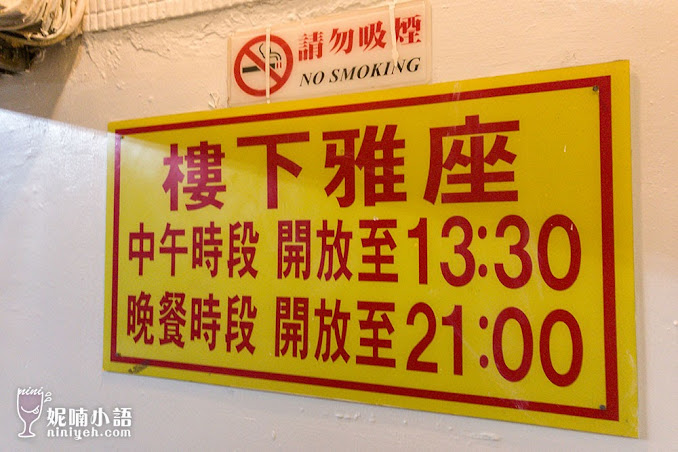 請勿吸煙
NO SMOKING
樓下雅座
中午時段 開放至13:30
晚餐時段 開放至21:00
nini
妮喃小語
niniyeh.com